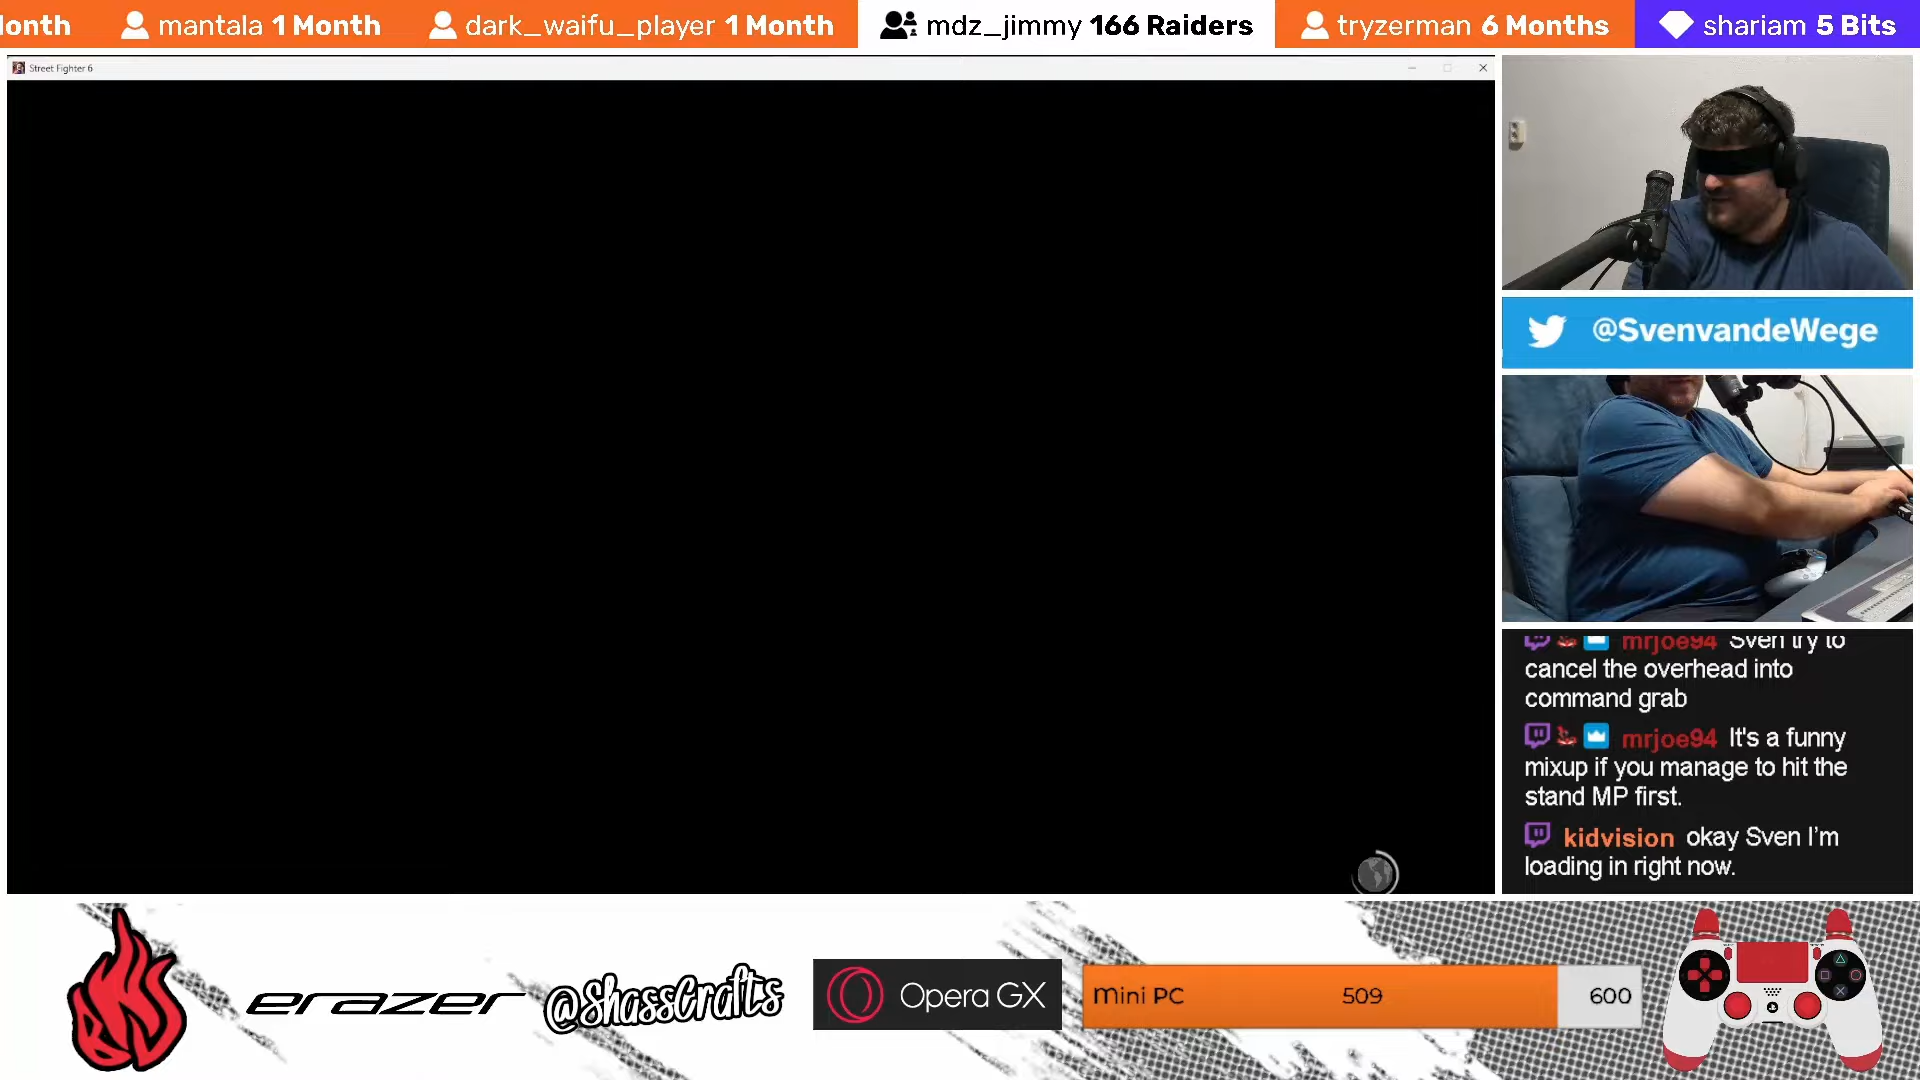 onth mantala 1 Month dark_waifu_player 1 Month mdz_jimmy 166 Raiders tryzerman 6 Months shariam 5 Bits
Street Fighter 6
@SvenvandeWege
mrjoe94 Sven try to
cancel the overhead into
command grab
mrjoe94 It's a funny
mixup if you manage to hit the
stand MP first.
kidvision okay Sven I'm
loading in right now.
BNS
erazer
@ShassCrafts
Opera GX
Mini PC 509 600